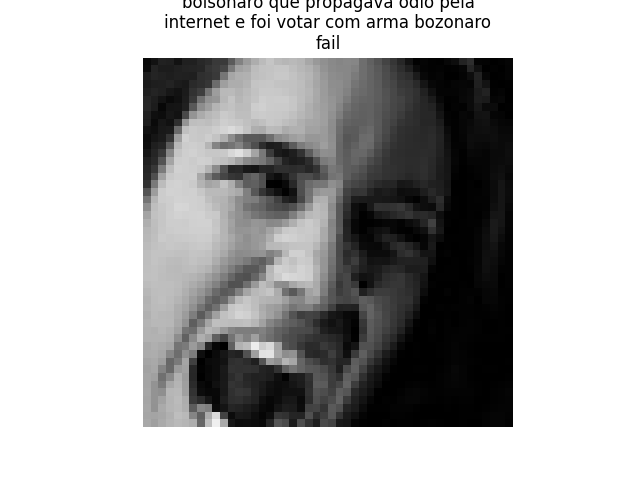 bolsonaro que propagava odio pela
internet e foi votar com arma bozonaro
fail